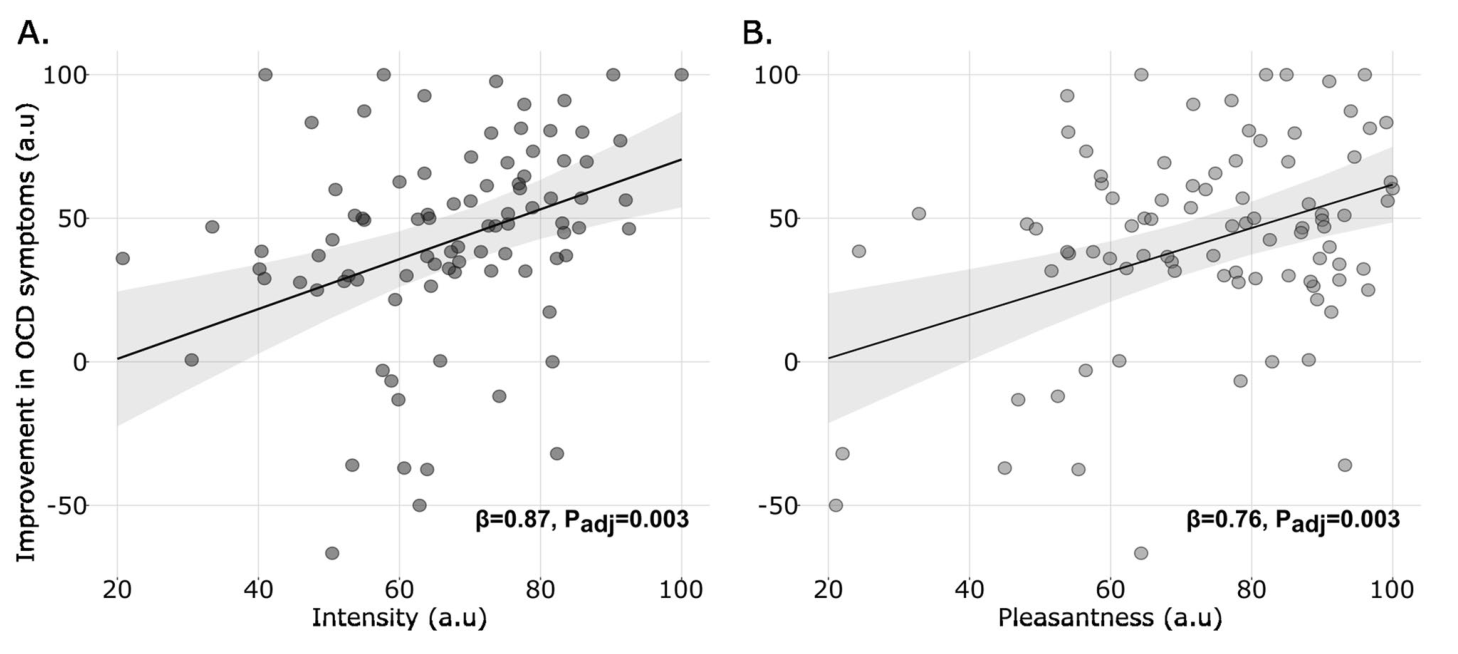 A.
Improvement in OCD symptoms (a.u)
100
50
0
-50
β=0.87, Padj=0.003
20 40 60 80 100
Intensity (a.u)
B.
100
50
0
-50
β=0.76, Padj=0.003
20 40 60 80 100
Pleasantness (a.u)